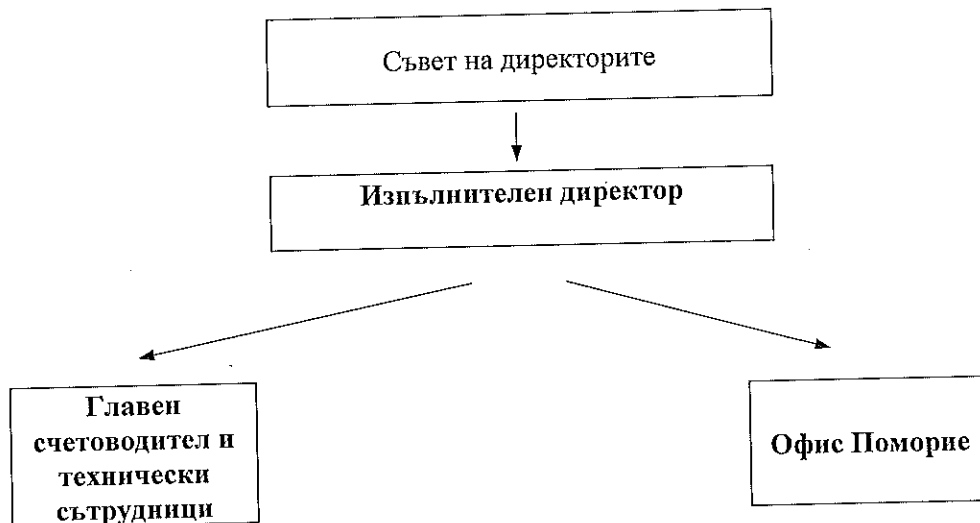 Съвет на директорите
Изпълнителен директор
Главен
счетоводител и
технически
сътрудници
Офис Поморие